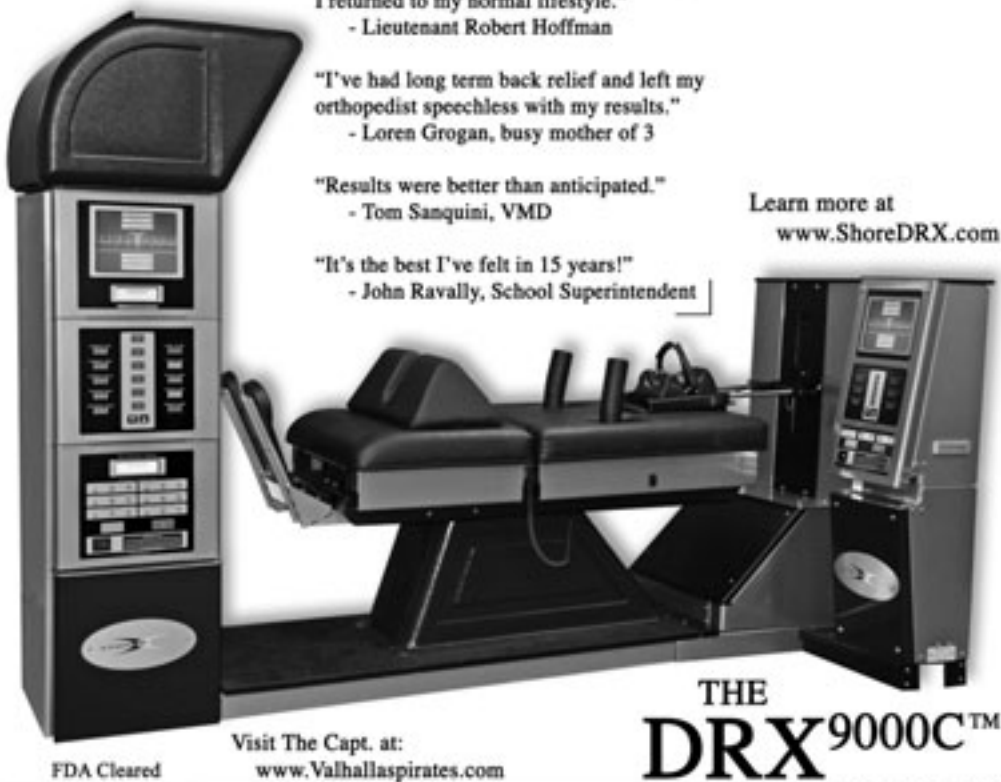 I returned to my normal lifestyle."
- Lieutenant Robert Hoffman
"I've had long term back relief and left my
orthopedist speechless with my results."
- Loren Grogan, busy mother of 3
"Results were better than anticipated."
- Tom Sanquini, VMD
"It's the best I've felt in 15 years!"
- John Ravally, School Superintendent
Learn more at
www.ShoreDRX.com
THE
DRX9000C™
Visit The Capt. at:
www.Valhallaspirates.com
FDA Cleared